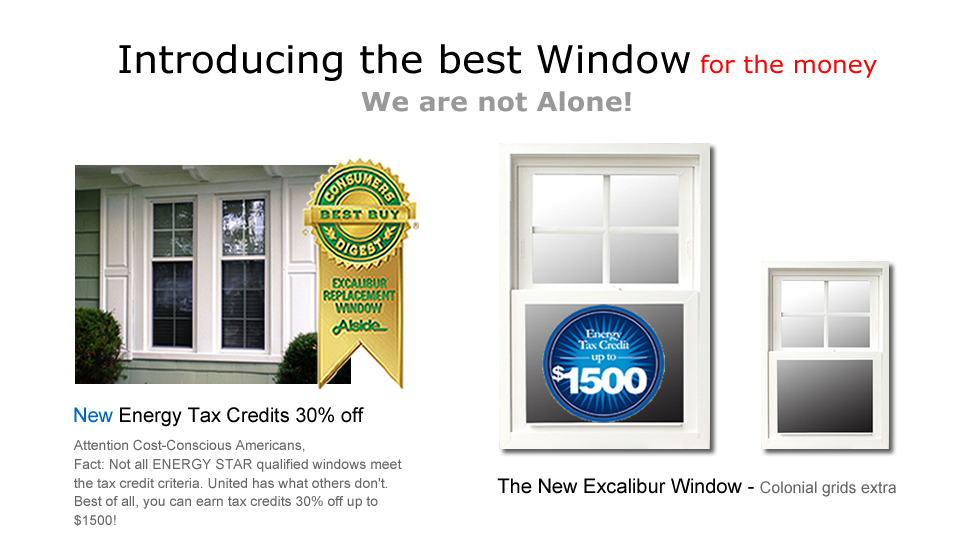 Introducing the best Window for the money
We are not Alone!
CONSUMERS
BEST BUY
DIGEST
®
EXCALIBUR
REPLACEMENT
WINDOW
Alside
Energy
Tax Credit
up to
$1500
New Energy Tax Credits 30% off
Attention Cost-Conscious Americans,
Fact: Not all ENERGY STAR qualified windows meet
the tax credit criteria. United has what others don't.
Best of all, you can earn tax credits 30% off up to
$1500!
The New Excalibur Window - Colonial grids extra